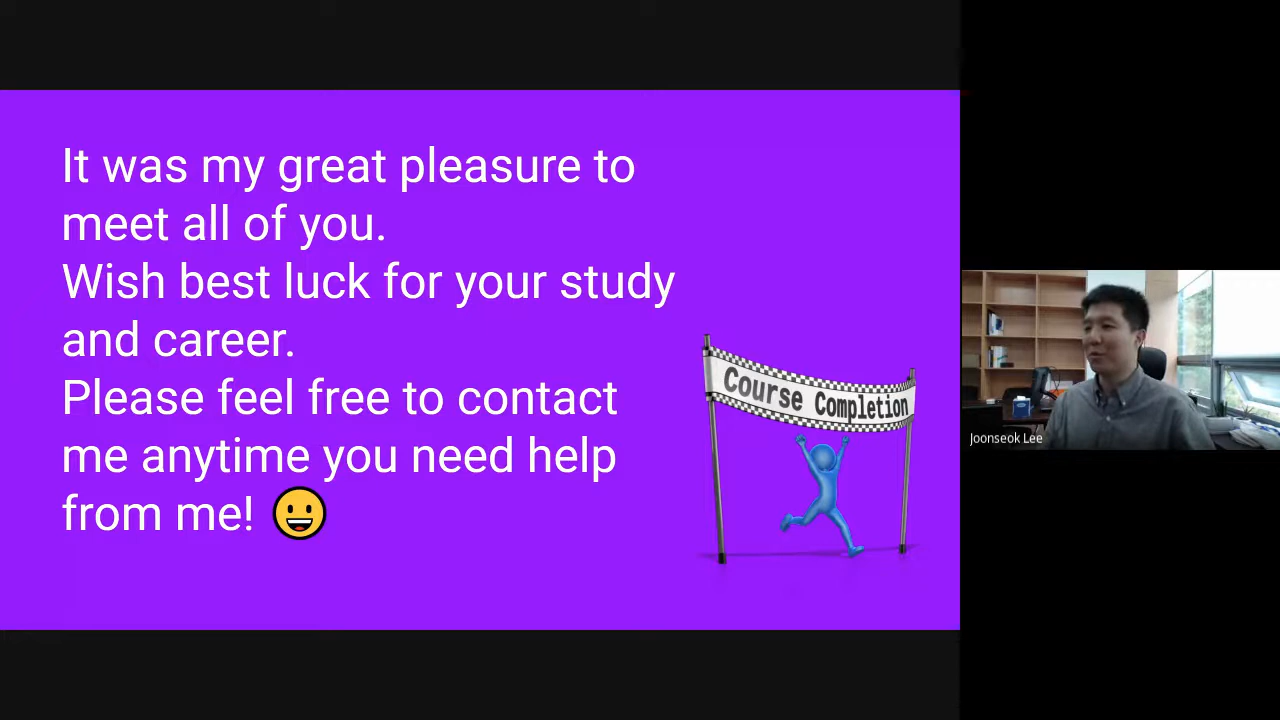 It was my great pleasure to
meet all of you.
Wish best luck for your study
and career.
Please feel free to contact
me anytime you need help
from me! 😀
Course Completion
Joonseok Lee